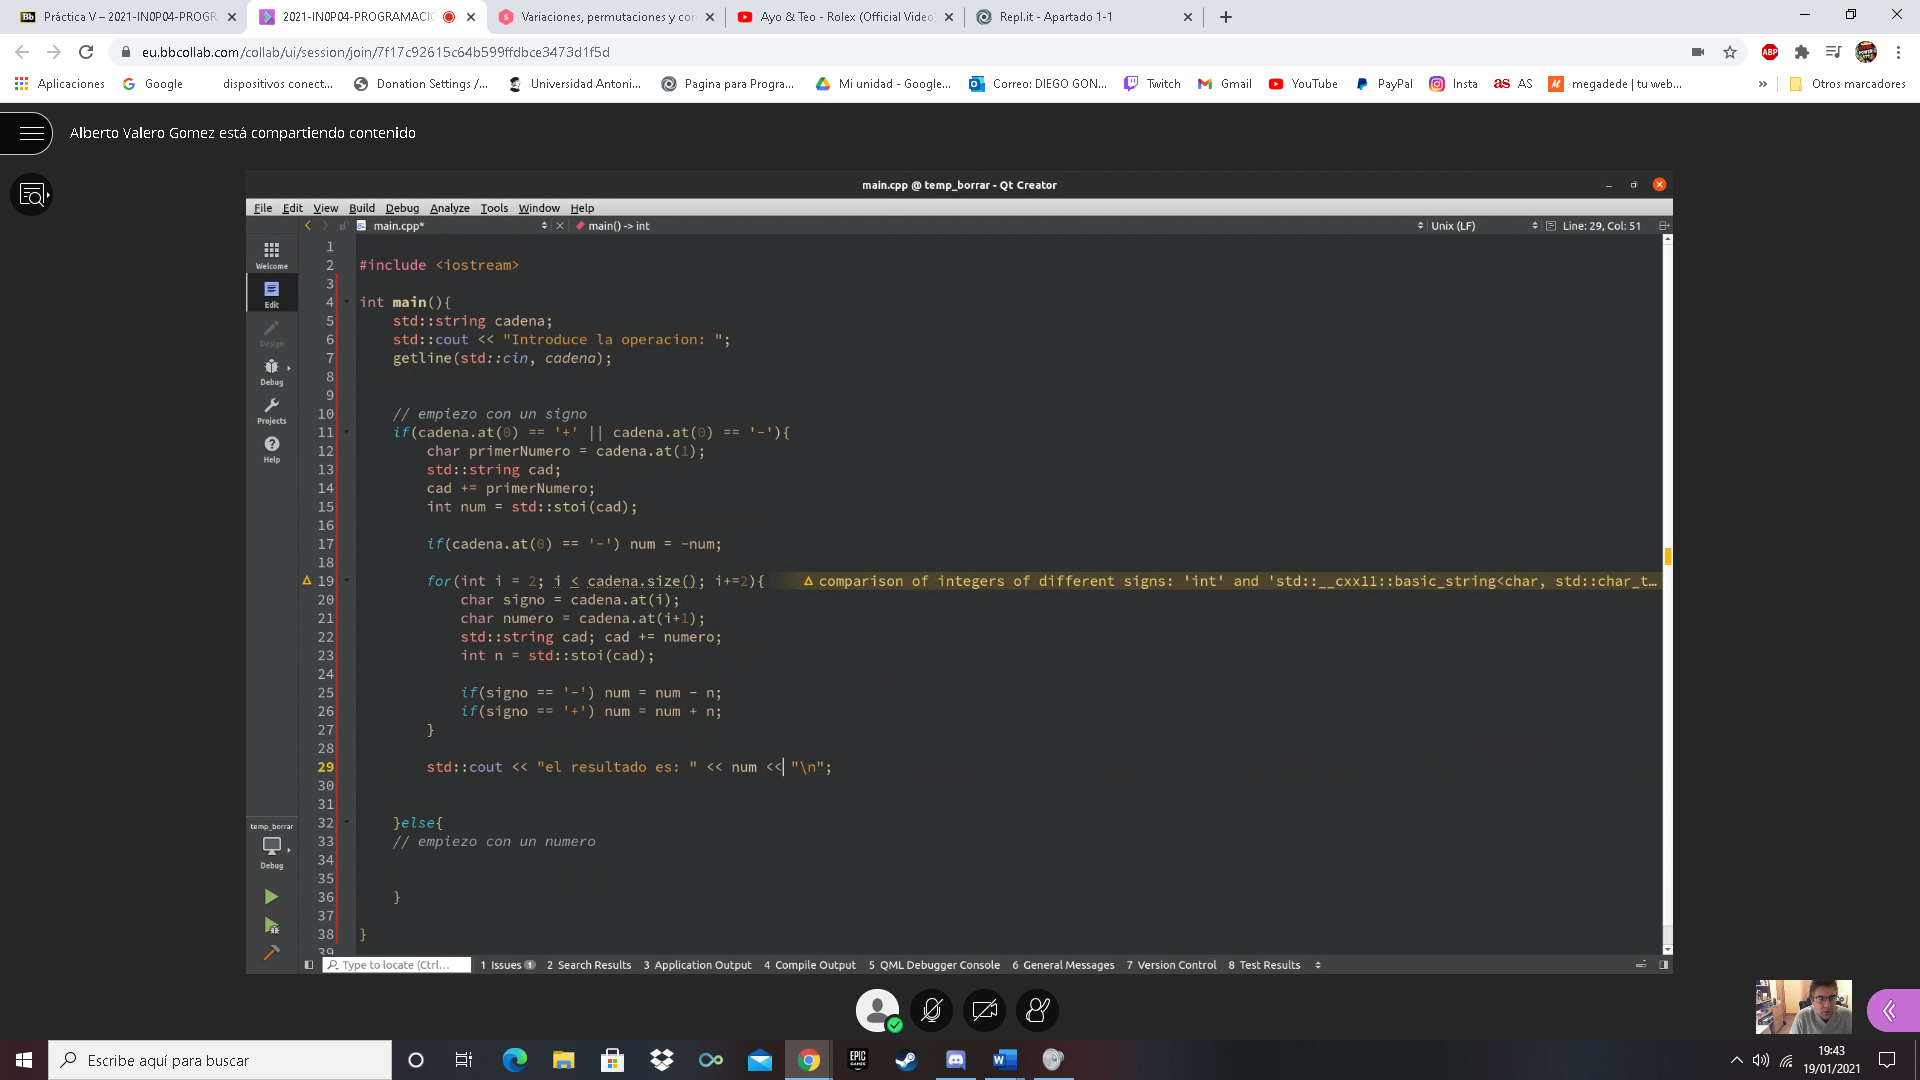 Práctica V – 2021-IN0P04-PROGR
2021-IN0P04-PROGRAMACIO
Variaciones, permutaciones y con
Ayo & Teo - Rolex (Official Video)
Repl.it - Apartado 1-1
eu.bbcollab.com/collab/ui/session/join/7f17c92615c64b599ffdbce3473d1f5d
Aplicaciones
Google
dispositivos conect...
Donation Settings /...
Universidad Antoni...
Pagina para Progra...
Mi unidad - Google...
Correo: DIEGO GON...
Twitch
Gmail
YouTube
PayPal
Insta
as AS
megadede | tu web...
»
Otros marcadores
Alberto Valero Gomez está compartiendo contenido
main.cpp @ temp_borrar - Qt Creator
File Edit View Build Debug Analyze Tools Window Help
main.cpp*
main() -> int
Unix (LF)
Line: 29, Col: 51
Welcome
Edit
Design
Debug
Projects
Help
1
2 #include <iostream>
3
4 int main(){
5 std::string cadena;
6 std::cout << "Introduce la operacion: ";
7 getline(std::cin, cadena);
8
9
10 // empiezo con un signo
11 if(cadena.at(0) == '+' || cadena.at(0) == '-'){
12 char primerNumero = cadena.at(1);
13 std::string cad;
14 cad += primerNumero;
15 int num = std::stoi(cad);
16
17 if(cadena.at(0) == '-') num = -num;
18
19 for(int i = 2; i < cadena.size(); i+=2){ comparison of integers of different signs: 'int' and 'std::__cxx11::basic_string<char, std::char_t...
20 char signo = cadena.at(i);
21 char numero = cadena.at(i+1);
22 std::string cad; cad += numero;
23 int n = std::stoi(cad);
24
25 if(signo == '-') num = num - n;
26 if(signo == '+') num = num + n;
27 }
28
29 std::cout << "el resultado es: " << num << "\n";
30
31
32 }else{
33 // empiezo con un numero
34
35
36 }
37
38 }
39
temp_borrar
Debug
Type to locate (Ctrl...
1 Issues 1
2 Search Results
3 Application Output
4 Compile Output
5 QML Debugger Console
6 General Messages
7 Version Control
8 Test Results
Escribe aquí para buscar
19:43
19/01/2021